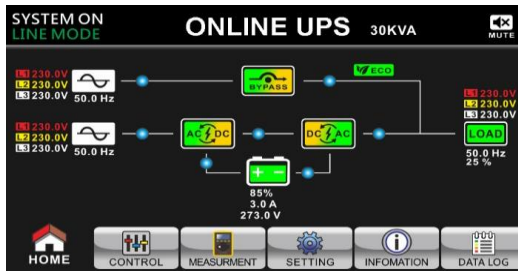 SYSTEM ON
LINE MODE
ONLINE UPS 30KVA
MUTE
L1 230.0V
L2 230.0V
L3 230.0V
50.0 Hz
BYPASS
ECO
L1 230.0V
L2 230.0V
L3 230.0V
50.0 Hz
AC DC
DC AC
L1 230.0V
L2 230.0V
L3 230.0V
LOAD
50.0 Hz
25 %
+ -
85%
3.0 A
273.0 V
HOME
CONTROL
MEASURMENT
SETTING
INFOMATION
DATA LOG